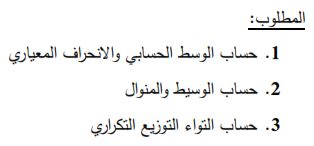 المطلوب:
1. حساب الوسط الحسابي والانحراف المعياري
2. حساب الوسيط والمنوال
3. حساب التواء التوزيع التكراري